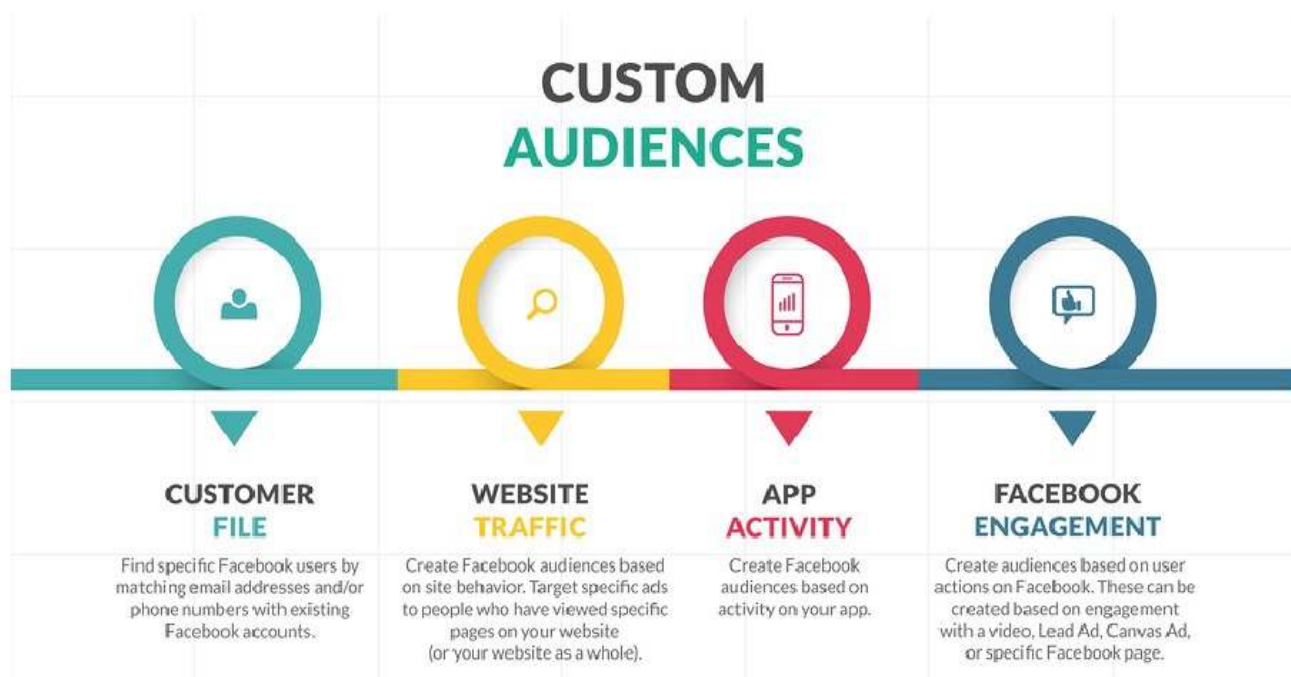 CUSTOM
AUDIENCES
CUSTOMER
FILE
Find specific Facebook users by
matching email addresses and/or
phone numbers with existing
Facebook accounts.
WEBSITE
TRAFFIC
Create Facebook audiences based
on site behavior. Target specific ads
to people who have viewed specific
pages on your website
(or your website as a whole).
APP
ACTIVITY
Create Facebook
audiences based on
activity on your app.
FACEBOOK
ENGAGEMENT
Create audiences based on user
actions on Facebook. These can be
created based on engagement
with a video, Lead Ad, Canvas Ad,
or specific Facebook page.